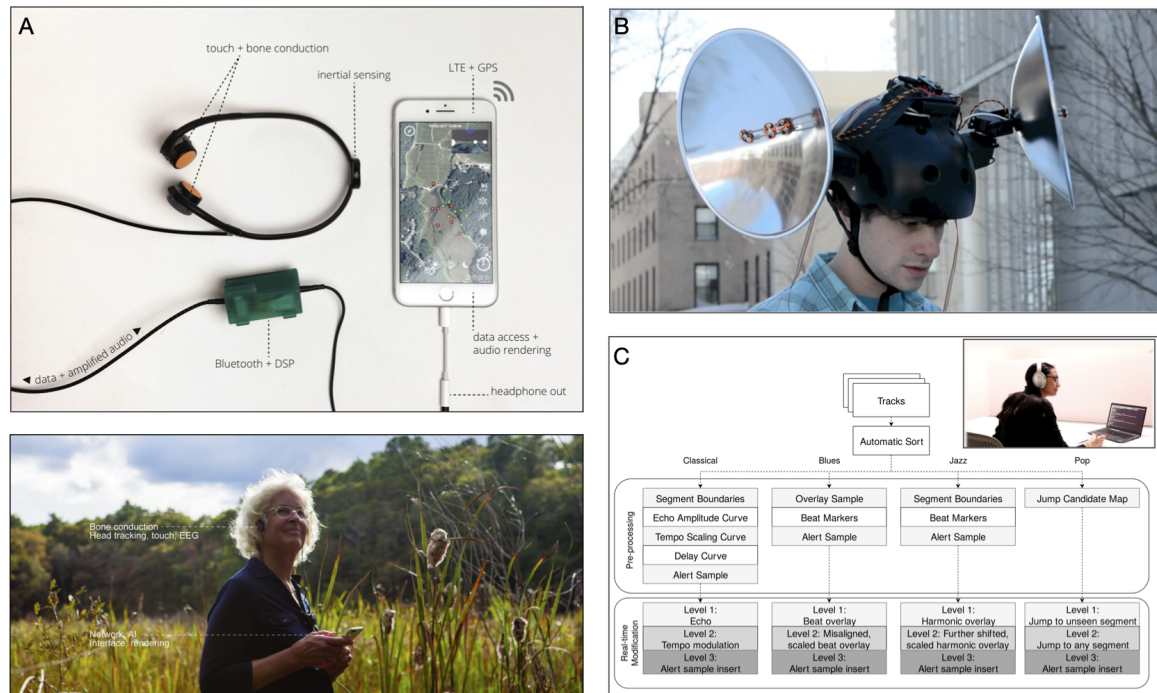 A
touch + bone conduction
inertial sensing
LTE + GPS
Bluetooth + DSP
data + amplified audio
data access +
audio rendering
headphone out
Bone conduction
Head tracking, touch, EEG
Network, AI
Interface, rendering
B
C
Tracks
Automatic Sort
Classical
Blues
Jazz
Pop
Pre-processing
Segment Boundaries
Echo Amplitude Curve
Tempo Scaling Curve
Delay Curve
Alert Sample
Overlay Sample
Beat Markers
Alert Sample
Segment Boundaries
Beat Markers
Alert Sample
Jump Candidate Map
Real-time
Modification
Level 1:
Echo
Level 2:
Tempo modulation
Level 3:
Alert sample insert
Level 1:
Beat overlay
Level 2: Misaligned,
scaled beat overlay
Level 3:
Alert sample insert
Level 1:
Harmonic overlay
Level 2: Further shifted,
scaled harmonic overlay
Level 3:
Alert sample insert
Level 1:
Jump to unseen segment
Level 2:
Jump to any segment
Level 3:
Alert sample insert